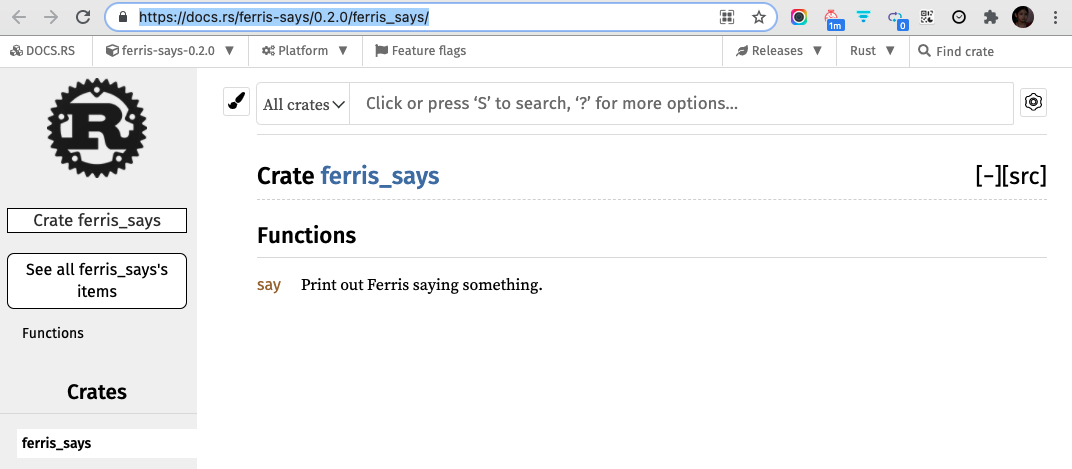 https://docs.rs/ferris-says/0.2.0/ferris_says/
1m
0
DOCS.RS
ferris-says-0.2.0
Platform
Feature flags
Releases
Rust
Find crate
R
Crate ferris_says
See all ferris_says's
items
Functions
Crates
ferris_says
All crates
Click or press ‘S’ to search, ‘?’ for more options…
Crate ferris_says
[−][src]
Functions
say Print out Ferris saying something.